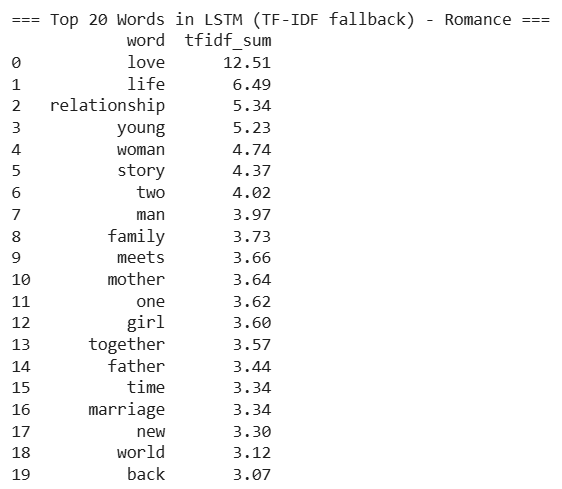 === Top 20 Words in LSTM (TF-IDF fallback) - Romance ===
word tfidf_sum
0 love 12.51
1 life 6.49
2 relationship 5.34
3 young 5.23
4 woman 4.74
5 story 4.37
6 two 4.02
7 man 3.97
8 family 3.73
9 meets 3.66
10 mother 3.64
11 one 3.62
12 girl 3.60
13 together 3.57
14 father 3.44
15 time 3.34
16 marriage 3.34
17 new 3.30
18 world 3.12
19 back 3.07